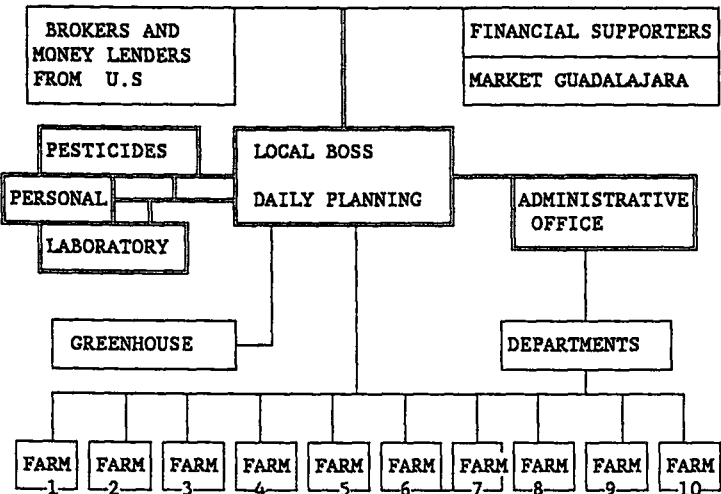 BROKERS AND
MONEY LENDERS
FROM U.S
FINANCIAL SUPPORTERS
MARKET GUADALAJARA
PESTICIDES
PERSONAL
LABORATORY
LOCAL BOSS
DAILY PLANNING
ADMINISTRATIVE
OFFICE
GREENHOUSE
DEPARTMENTS
FARM
1
FARM
2
FARM
3
FARM
4
FARM
5
FARM
6
FARM
7
FARM
8
FARM
9
FARM
10